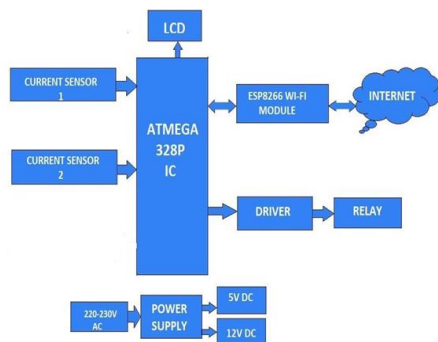 LCD
CURRENT SENSOR
1
ATMEGA
328P
IC
ESP8266 WI-FI
MODULE
INTERNET
CURRENT SENSOR
2
DRIVER
RELAY
220-230V
AC
POWER
SUPPLY
5V DC
12V DC